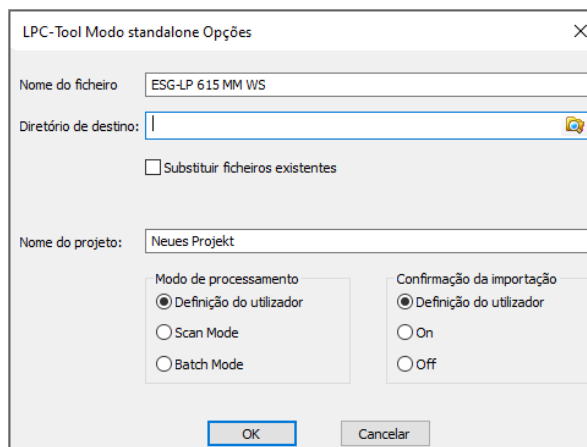 LPC-Tool Modo standalone Opções
Nome do ficheiro ESG-LP 615 MM WS
Diretório de destino:
Substituir ficheiros existentes
Nome do projeto: Neues Projekt
Modo de processamento Confirmação da importação
Definição do utilizador Definição do utilizador
Scan Mode On
Batch Mode Off
OK Cancelar